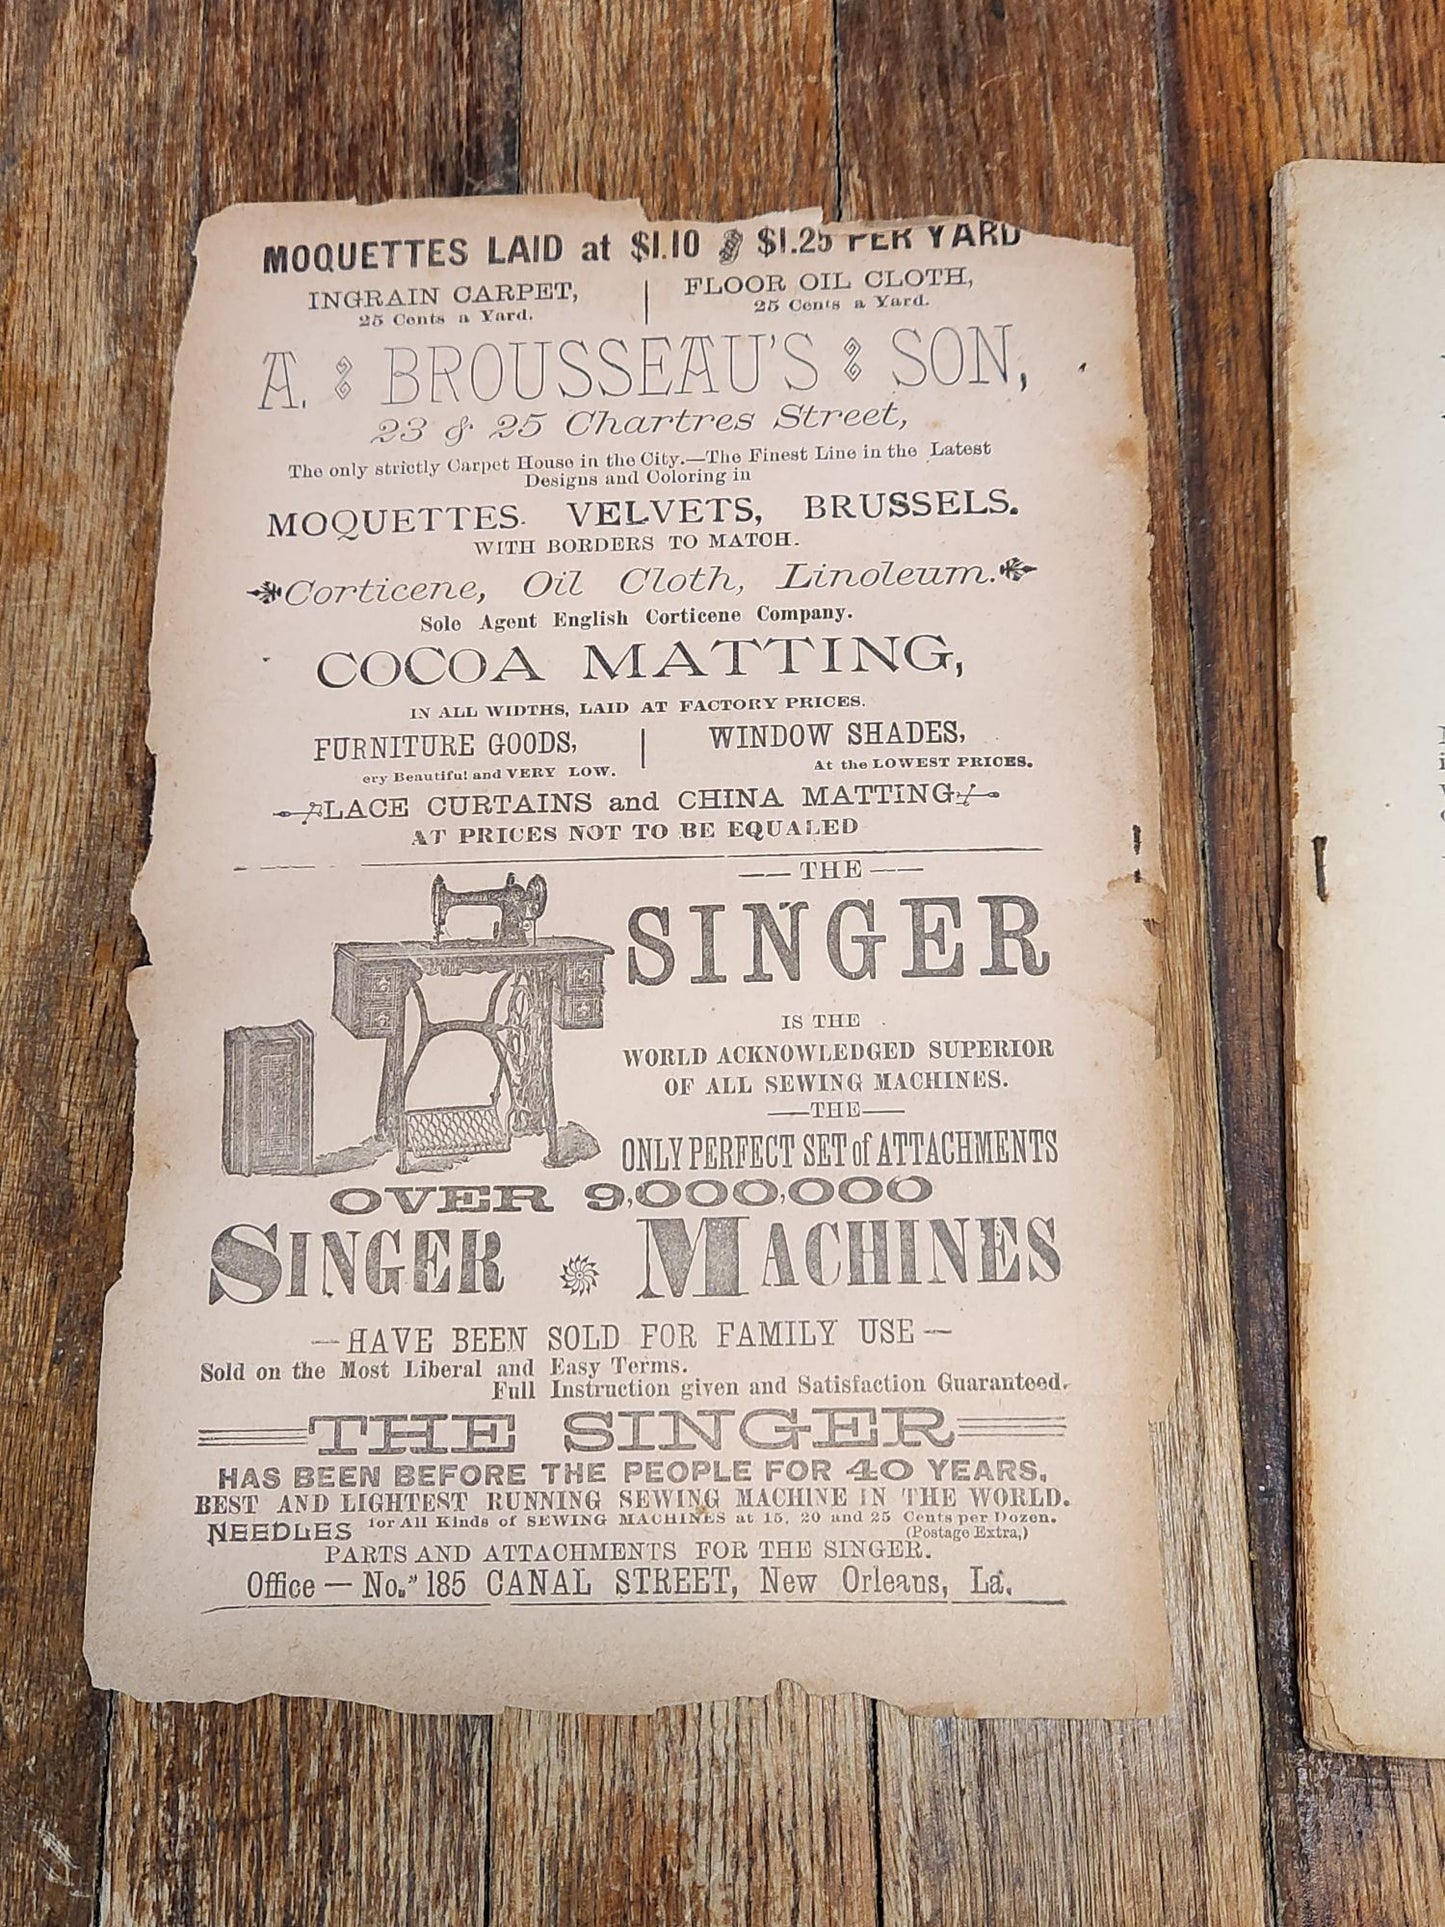 MOQUETTES LAID at $1.10 $1.25 PER YARD
INGRAIN CARPET,
25 Cents a Yard.
FLOOR OIL CLOTH,
25 Cents a Yard.
A. BROUSSEAU'S SON,
23 & 25 Chartres Street,
The only strictly Carpet House in the City.—The Finest Line in the Latest
Designs and Coloring in
MOQUETTES. VELVETS, BRUSSELS.
WITH BORDERS TO MATCH.
Corticene, Oil Cloth, Linoleum.
Sole Agent English Corticene Company.
COCOA MATTING,
IN ALL WIDTHS, LAID AT FACTORY PRICES.
FURNITURE GOODS,
ery Beautiful and VERY LOW.
WINDOW SHADES,
At the LOWEST PRICES.
LACE CURTAINS and CHINA MATTING
AT PRICES NOT TO BE EQUALED
— THE —
SINGER
IS THE
WORLD ACKNOWLEDGED SUPERIOR
OF ALL SEWING MACHINES.
—THE—
ONLY PERFECT SET of ATTACHMENTS
OVER 9,000,000
SINGER MACHINES
— HAVE BEEN SOLD FOR FAMILY USE —
Sold on the Most Liberal and Easy Terms.
Full Instruction given and Satisfaction Guaranteed.
THE SINGER
HAS BEEN BEFORE THE PEOPLE FOR 40 YEARS,
BEST AND LIGHTEST RUNNING SEWING MACHINE IN THE WORLD.
NEEDLES for All Kinds of SEWING MACHINES at 15, 20 and 25 Cents per Dozen.
(Postage Extra,)
PARTS AND ATTACHMENTS FOR THE SINGER.
Office — No. 185 CANAL STREET, New Orleans, La.